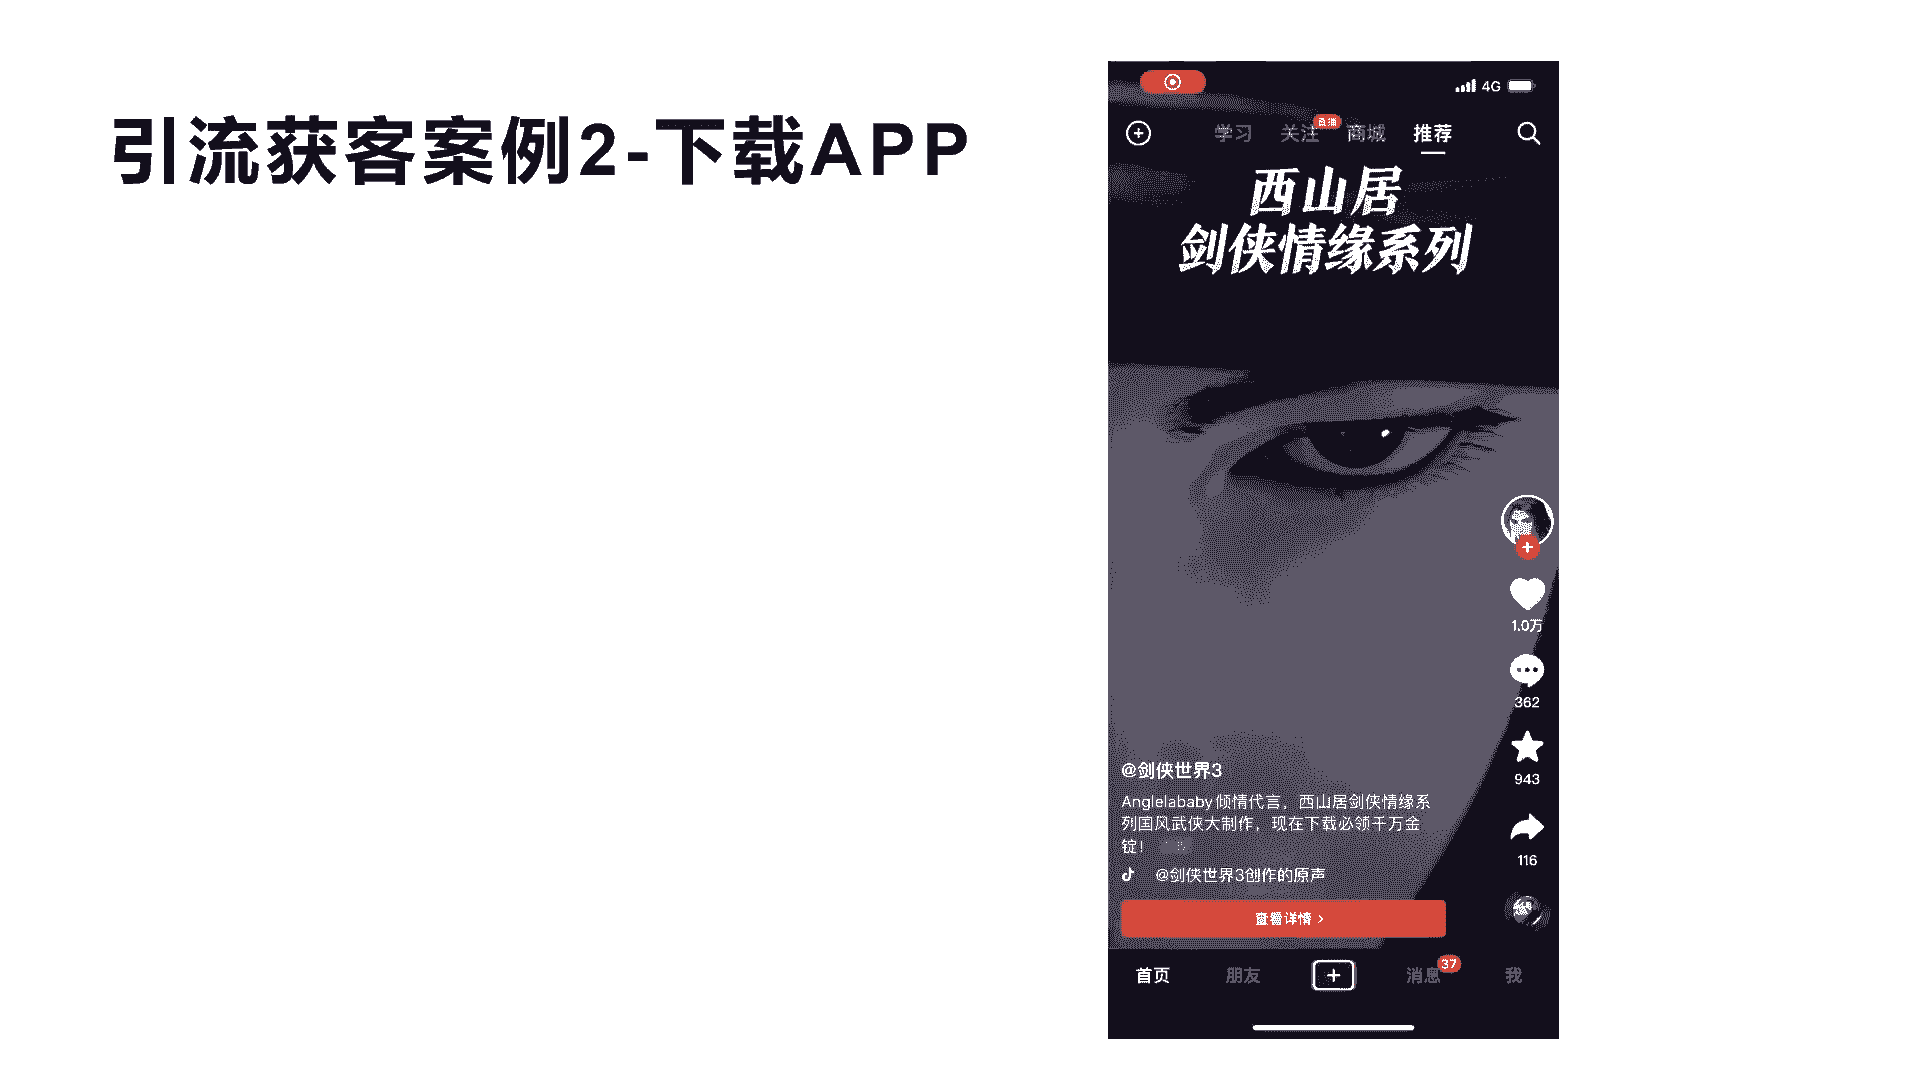 引流获客案例2-下载APP
4G
学习 关注 直播 商城 推荐
西山居
剑侠情缘系列
1.0万
362
943
116
@剑侠世界3
Anglelababy倾情代言，西山居剑侠情缘系
列国风武侠大制作，现在下载必领千万金
锭！
@剑侠世界3创作的原声
查看详情 >
首页 朋友 消息 37 我